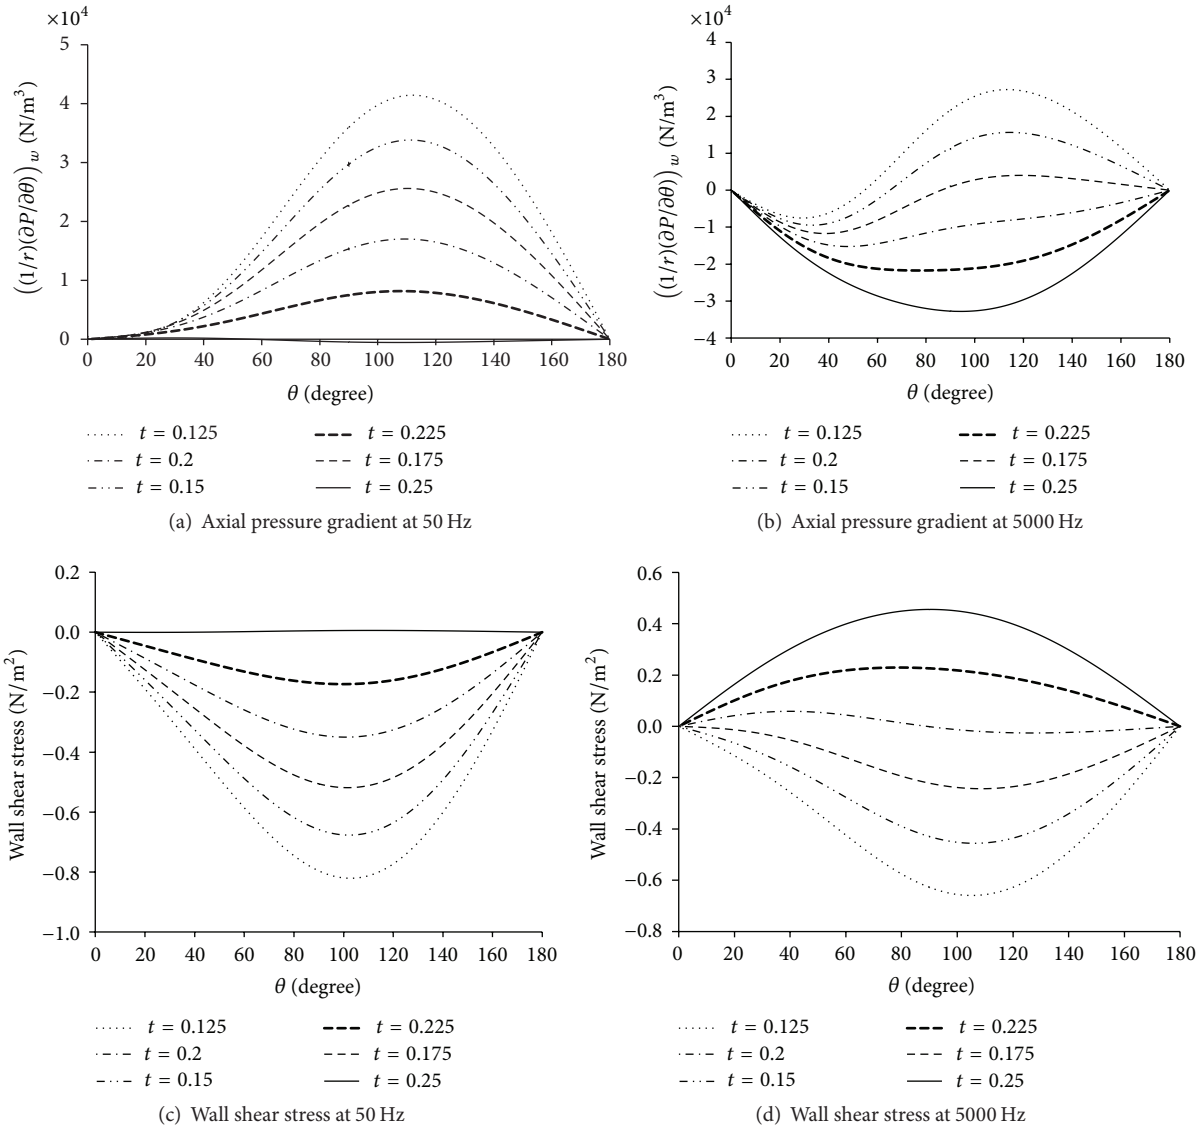 ×10⁴
5
4
3
2
1
0
((1/r)(∂P/∂θ))w (N/m³)
0 20 40 60 80 100 120 140 160 180
θ (degree)
t = 0.125 t = 0.225
t = 0.2 t = 0.175
t = 0.15 t = 0.25
(a) Axial pressure gradient at 50 Hz
×10⁴
4
3
2
1
0
−1
−2
−3
−4
((1/r)(∂P/∂θ))w (N/m³)
0 20 40 60 80 100 120 140 160 180
θ (degree)
t = 0.125 t = 0.225
t = 0.2 t = 0.175
t = 0.15 t = 0.25
(b) Axial pressure gradient at 5000 Hz
0.2
0.0
−0.2
−0.4
−0.6
−0.8
−1.0
Wall shear stress (N/m²)
0 20 40 60 80 100 120 140 160 180
θ (degree)
t = 0.125 t = 0.225
t = 0.2 t = 0.175
t = 0.15 t = 0.25
(c) Wall shear stress at 50 Hz
0.6
0.4
0.2
0.0
−0.2
−0.4
−0.6
−0.8
Wall shear stress (N/m²)
0 20 40 60 80 100 120 140 160 180
θ (degree)
t = 0.125 t = 0.225
t = 0.2 t = 0.175
t = 0.15 t = 0.25
(d) Wall shear stress at 5000 Hz